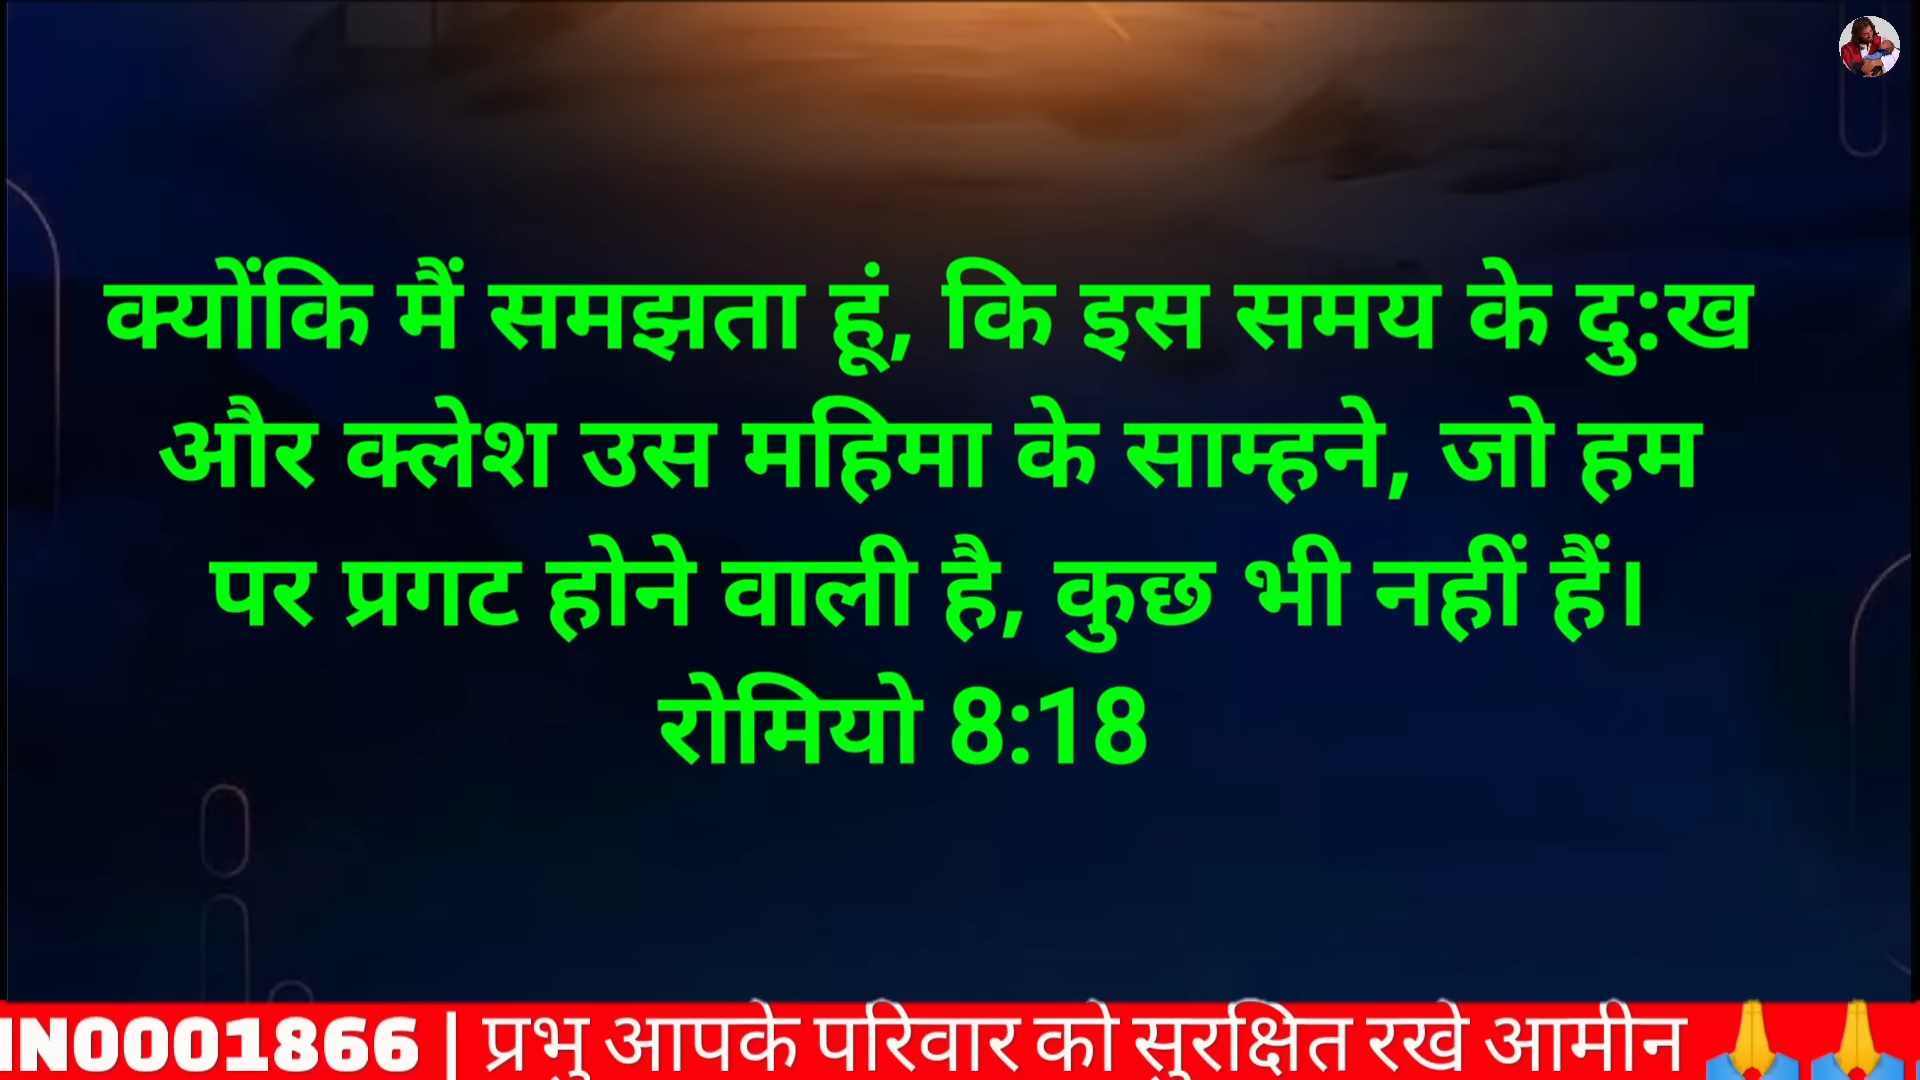 क्योंकि मैं समझता हूं, कि इस समय के दु:ख
और क्लेश उस महिमा के साम्हने, जो हम
पर प्रगट होने वाली है, कुछ भी नहीं हैं।
रोमियो 8:18
IN0001866 | प्रभु आपके परिवार को सुरक्षित रखे आमीन 🙏🙏